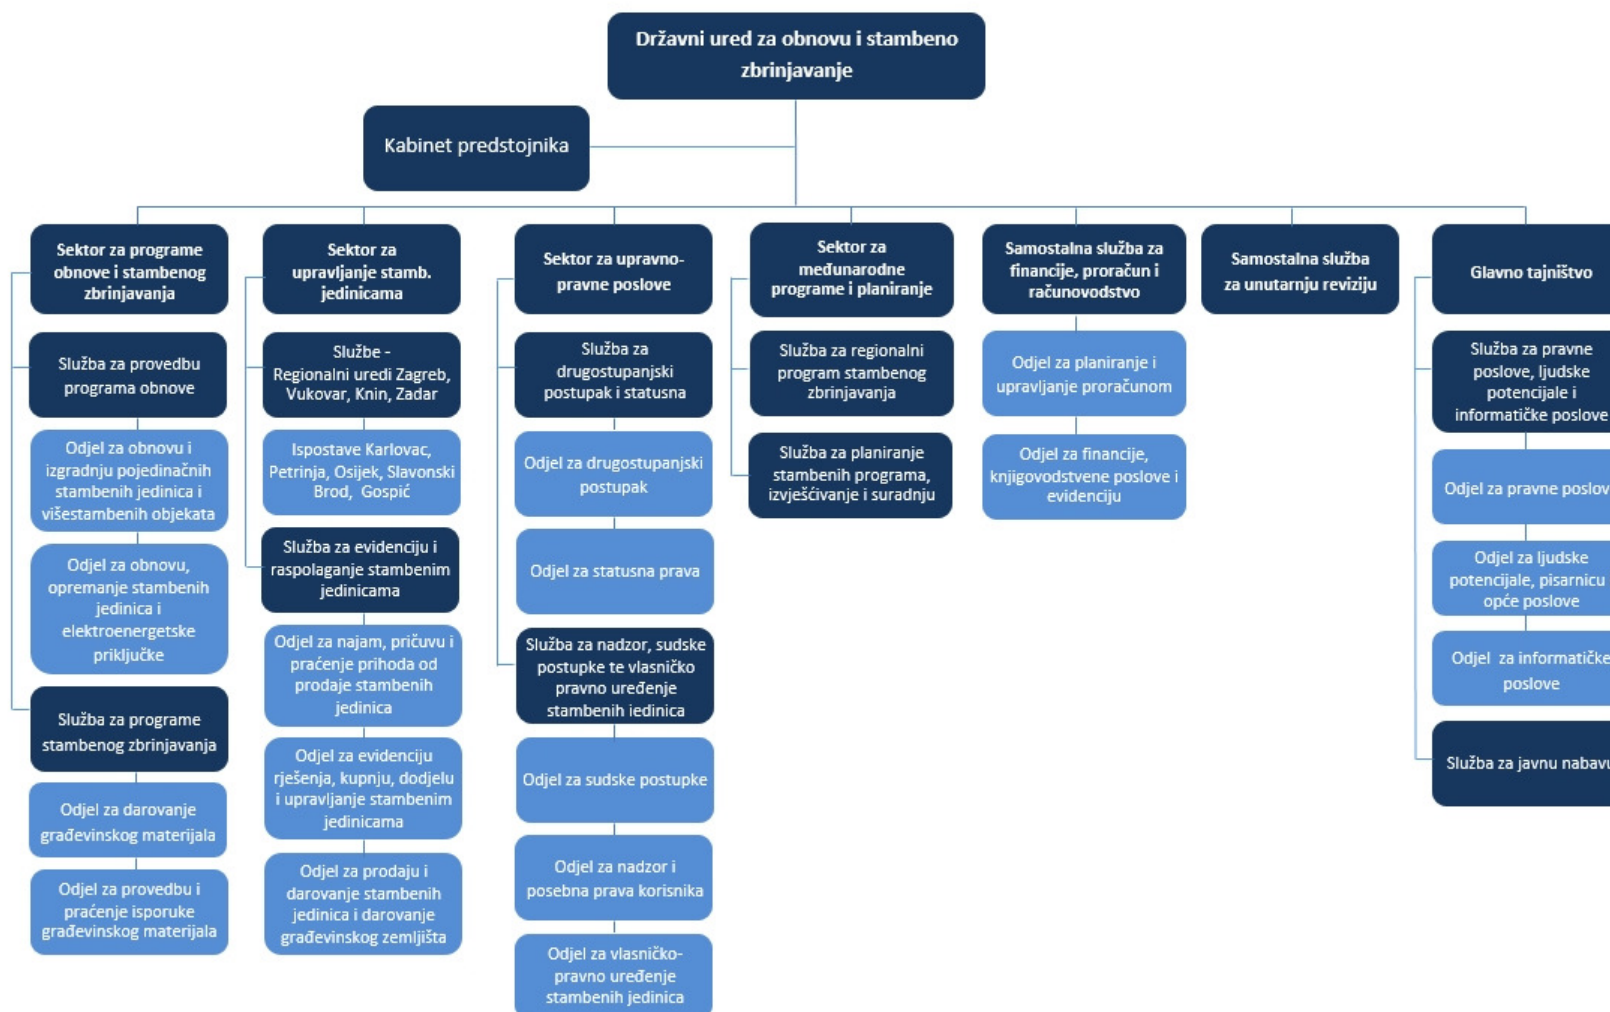 Državni ured za obnovu i stambeno
zbrinjavanje
Kabinet predstojnika
Sektor za programe
obnove i stambenog
zbrinjavanja
Služba za provedbu
programa obnove
Odjel za obnovu i
izgradnju pojedinačnih
stambenih jedinica i
višestambenih objekata
Odjel za obnovu,
opremanje stambenih
jedinica i
elektroenergetske
priključke
Služba za programe
stambenog zbrinjavanja
Odjel za darovanje
građevinskog materijala
Odjel za provedbu i
praćenje isporuke
građevinskog materijala
Sektor za
upravljanje stamb.
jedinicama
Službe -
Regionalni uredi Zagreb,
Vukovar, Knin, Zadar
Ispostave Karlovac,
Petrinja, Osijek, Slavonski
Brod, Gospić
Služba za evidenciju i
raspolaganje stambenim
jedinicama
Odjel za najam, pričuvu i
praćenje prihoda od
prodaje stambenih
jedinica
Odjel za evidenciju
rješenja, kupnju, dodjelu
i upravljanje stambenim
jedinicama
Odjel za prodaju i
darovanje stambenih
jedinica i darovanje
građevinskog zemljišta
Sektor za upravno-
pravne poslove
Služba za
drugostupanjski
postupak i statusna
Odjel za drugostupanjski
postupak
Odjel za statusna prava
Služba za nadzor, sudske
postupke te vlasničko
pravno uređenje
stambenih jedinica
Odjel za sudske postupke
Odjel za nadzor i
posebna prava korisnika
Odjel za vlasničko-
pravno uređenje
stambenih jedinica
Sektor za
međunarodne
programe i planiranje
Služba za regionalni
program stambenog
zbrinjavanja
Služba za planiranje
stambenih programa,
izvješćivanje i suradnju
Samostalna služba za
financije, proračun i
računovodstvo
Odjel za planiranje i
upravljanje proračunom
Odjel za financije,
knjigovodstvene poslove i
evidenciju
Samostalna služba
za unutarnju reviziju
Glavno tajništvo
Služba za pravne
poslove, ljudske
potencijale i
informatičke poslove
Odjel za pravne poslov
Odjel za ljudske
potencijale, pisarnicu i
opće poslove
Odjel za informatičke
poslove
Služba za javnu nabavu